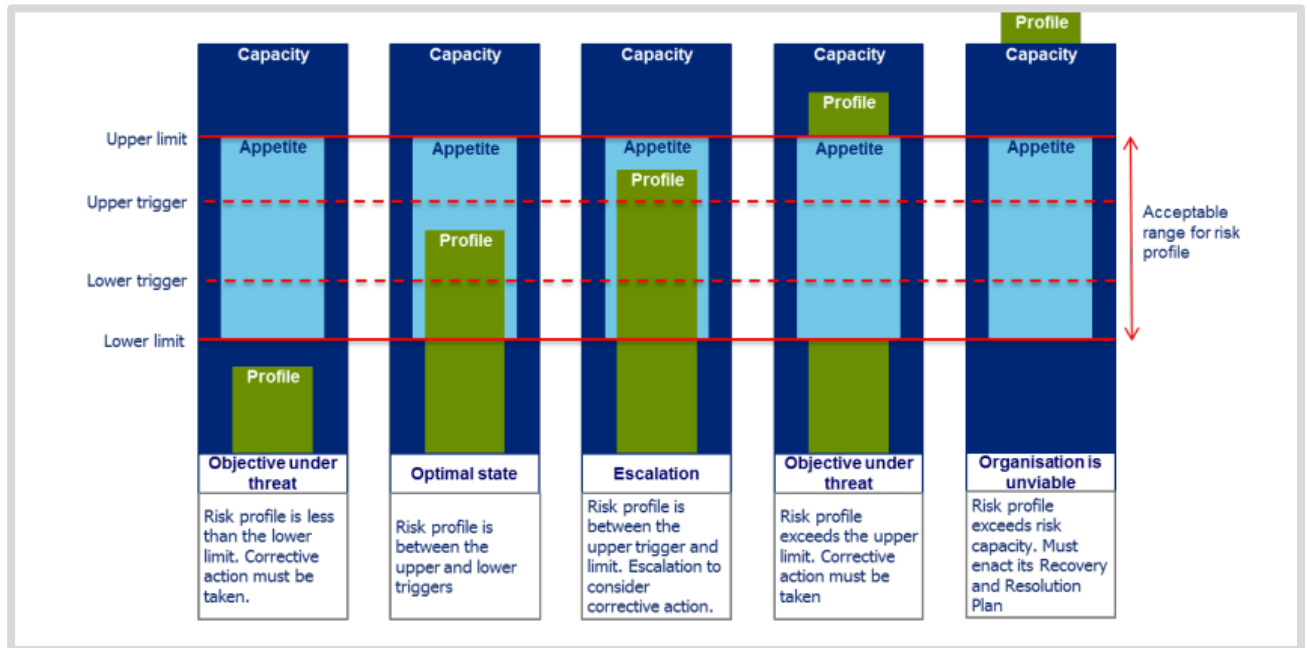 Profile
Capacity
Capacity
Capacity
Capacity
Capacity
Profile
Upper limit
Appetite
Appetite
Appetite
Appetite
Appetite
Profile
Upper trigger
Acceptable
range for risk
profile
Profile
Lower trigger
Lower limit
Profile
Objective under
threat
Optimal state
Escalation
Objective under
threat
Organisation is
unviable
Risk profile is less
than the lower
limit. Corrective
action must be
taken.
Risk profile is
between the
upper and lower
triggers
Risk profile is
between the
upper trigger and
limit. Escalation to
consider
corrective action.
Risk profile
exceeds the upper
limit. Corrective
action must be
taken
Risk profile
exceeds risk
capacity. Must
enact its Recovery
and Resolution
Plan